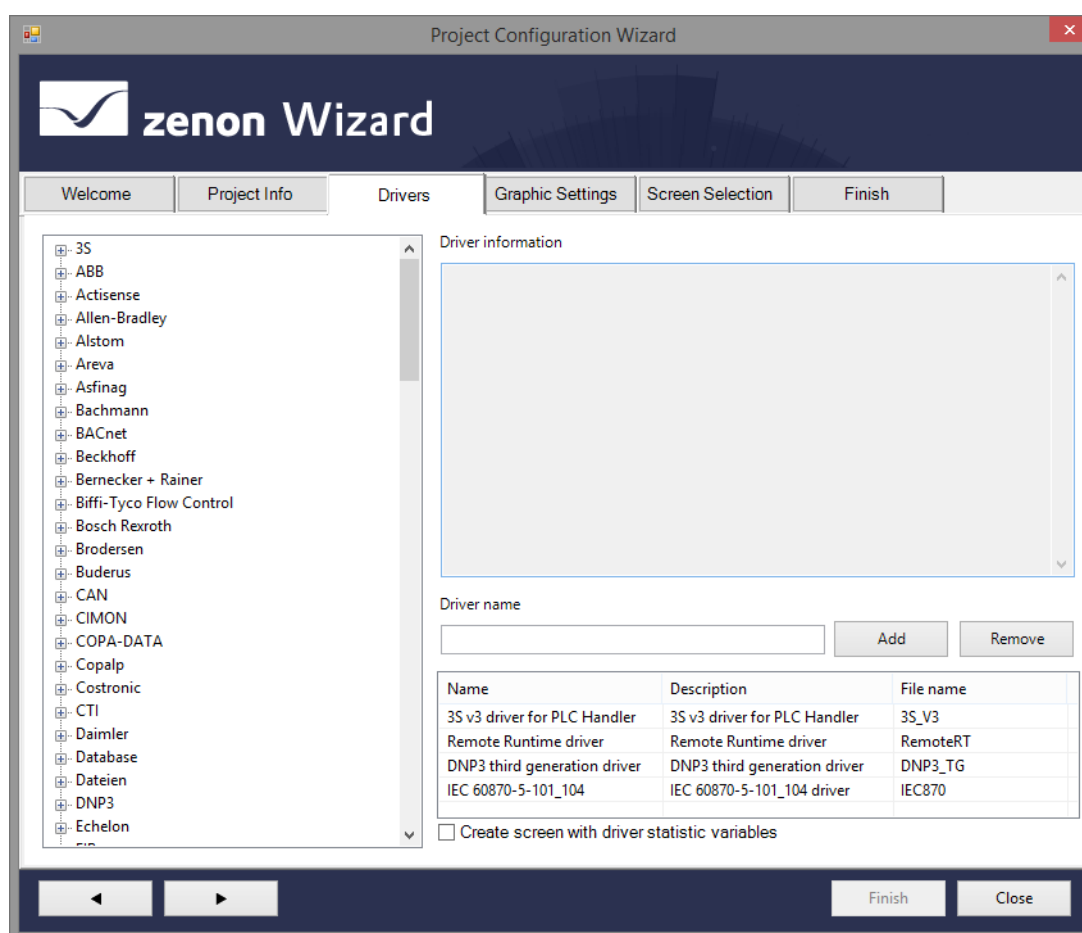 Project Configuration Wizard
zenon Wizard
Welcome
Project Info
Drivers
Graphic Settings
Screen Selection
Finish
3S
ABB
Actisense
Allen-Bradley
Alstom
Areva
Asfinag
Bachmann
BACnet
Beckhoff
Bernecker + Rainer
Biffi-Tyco Flow Control
Bosch Rexroth
Brodersen
Buderus
CAN
CIMON
COPA-DATA
Copalp
Costronic
CTI
Daimler
Database
Dateien
DNP3
Echelon
Driver information
Driver name
Add
Remove
Name Description File name
3S v3 driver for PLC Handler 3S v3 driver for PLC Handler 3S_V3
Remote Runtime driver Remote Runtime driver RemoteRT
DNP3 third generation driver DNP3 third generation driver DNP3_TG
IEC 60870-5-101_104 IEC 60870-5-101_104 driver IEC870
Create screen with driver statistic variables
Finish
Close